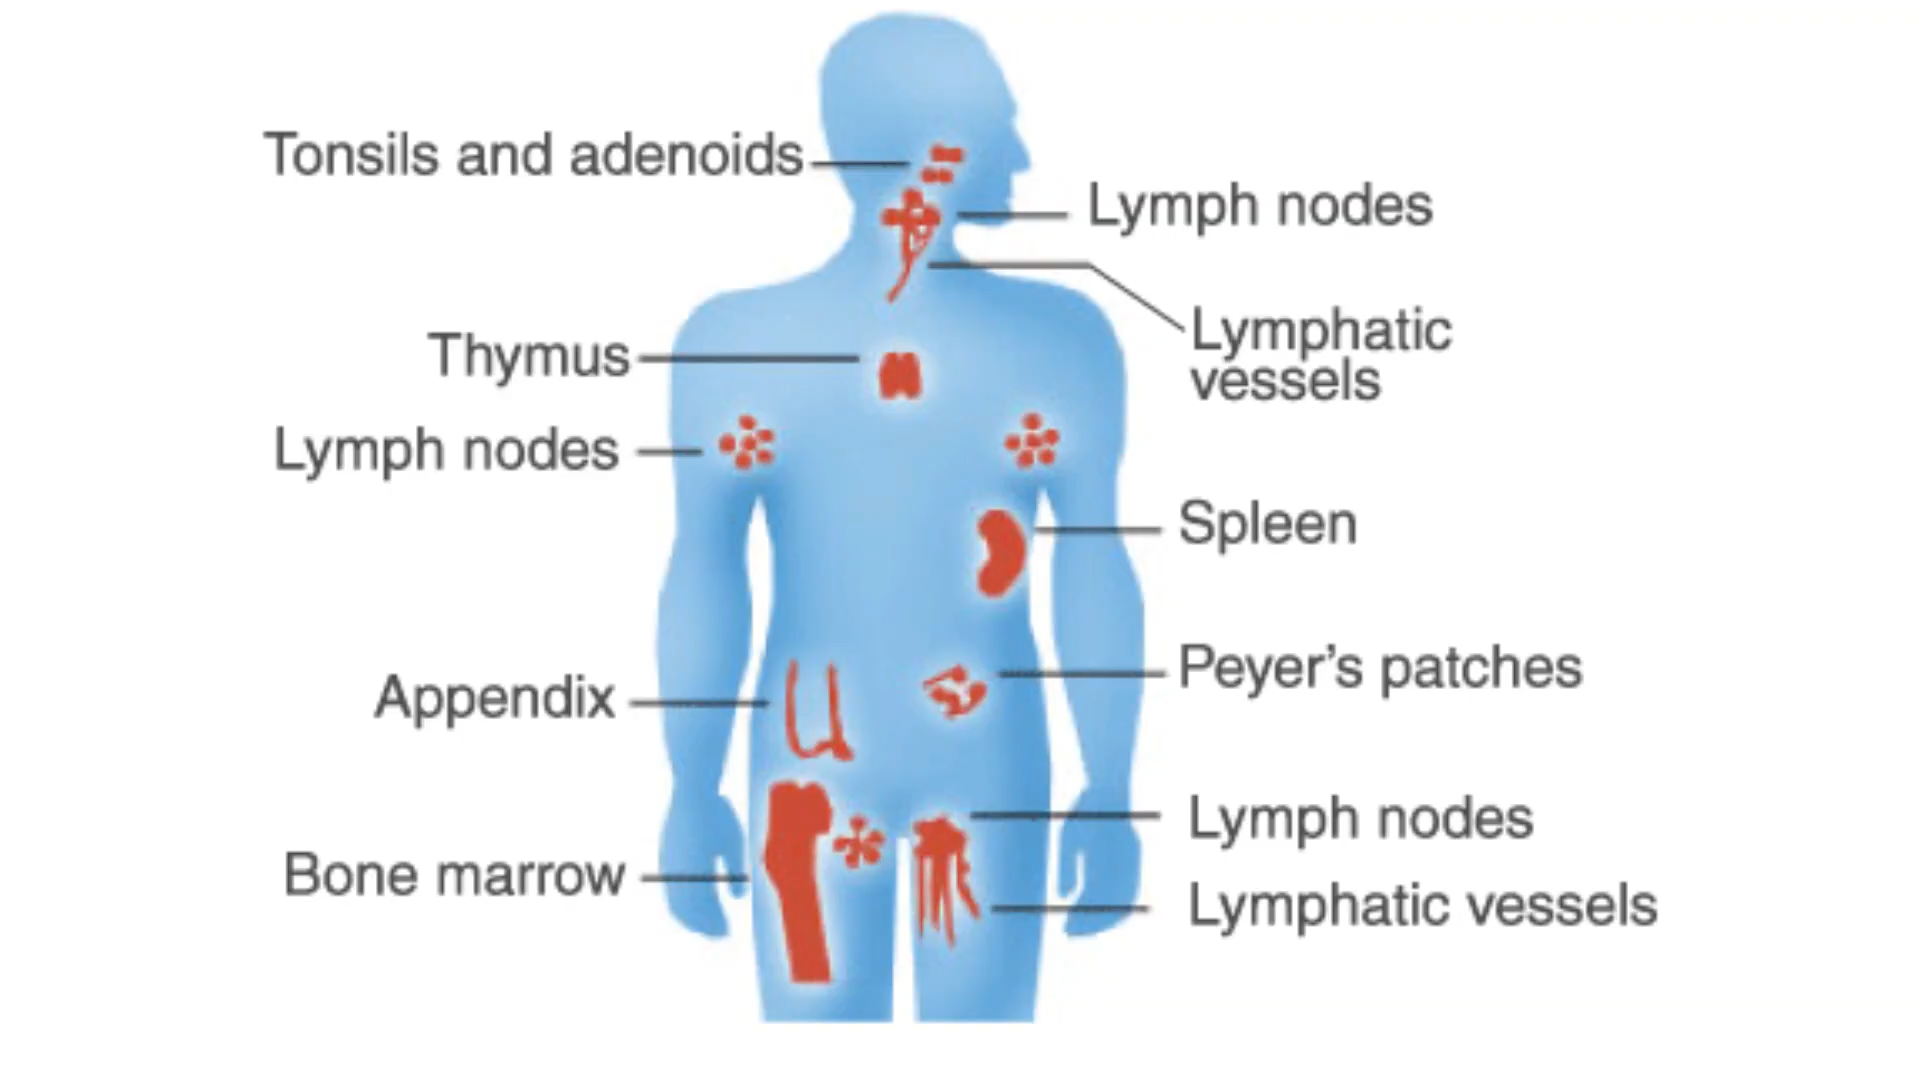 Tonsils and adenoids
Lymph nodes
Lymphatic
vessels
Thymus
Lymph nodes
Spleen
Peyer’s patches
Appendix
Lymph nodes
Bone marrow
Lymphatic vessels